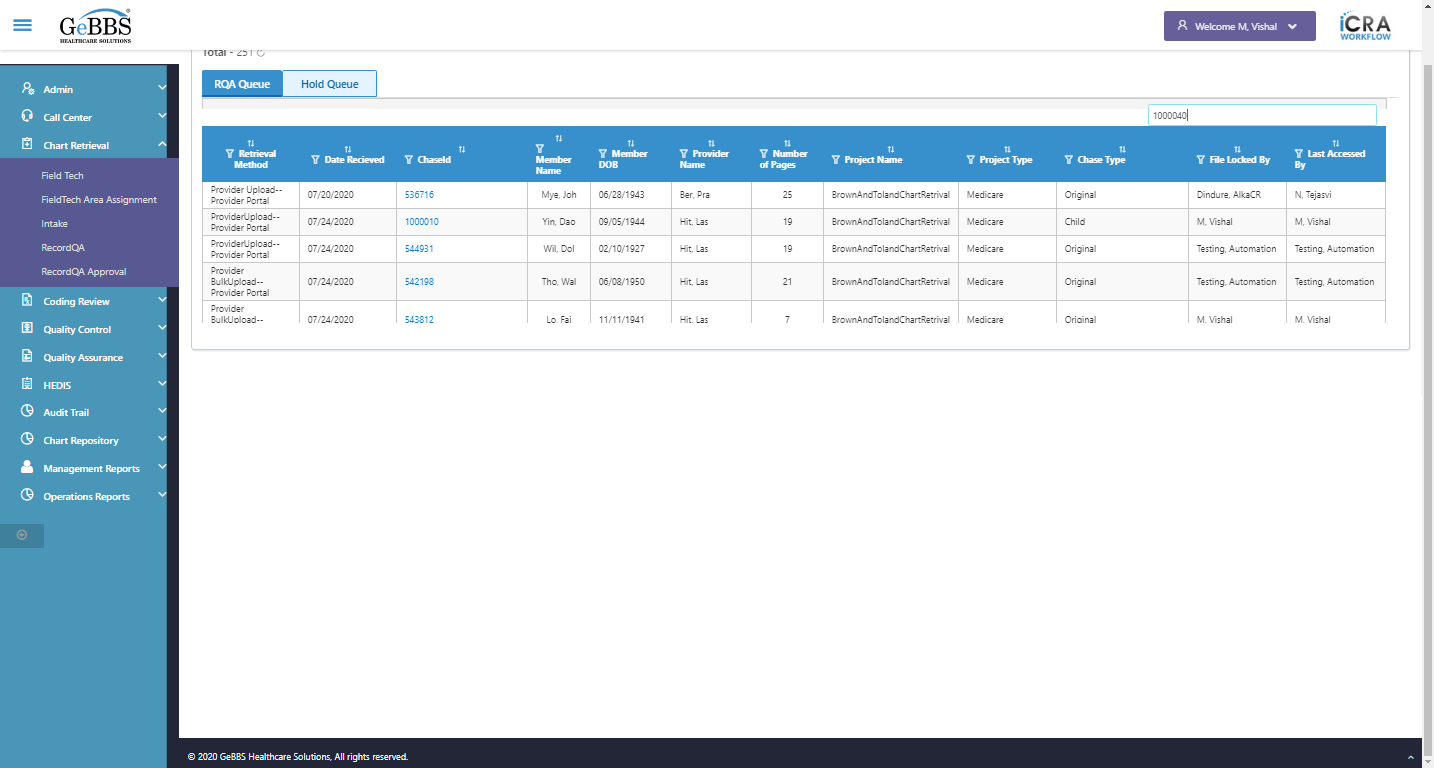 GeBBS
HEALTHCARE SOLUTIONS
Welcome M, Vishal
iCRA
WORKFLOW
Total - 251
RQA Queue
Hold Queue
1000040
Admin
Call Center
Chart Retrieval
Field Tech
FieldTech Area Assignment
Intake
RecordQA
RecordQA Approval
Coding Review
Quality Control
Quality Assurance
HEDIS
Audit Trail
Chart Repository
Management Reports
Operations Reports
Retrieval Method Date Recieved ChaseId Member Name Member DOB Provider Name Number of Pages Project Name Project Type Chase Type File Locked By Last Accessed By
Provider Upload-- Provider Portal 07/20/2020 536716 Mye, Joh 06/28/1943 Ber, Pra 25 BrownAndTolandChartRetrival Medicare Original Dindure, AlkaCR N, Tejasvi
ProviderUpload-- Provider Portal 07/24/2020 1000010 Yin, Dao 09/05/1944 Hit, Las 19 BrownAndTolandChartRetrival Medicare Child M, Vishal M, Vishal
ProviderUpload-- Provider Portal 07/24/2020 544931 Wil, Dol 02/10/1927 Hit, Las 19 BrownAndTolandChartRetrival Medicare Original Testing, Automation Testing, Automation
Provider BulkUpload-- Provider Portal 07/24/2020 542198 Tho, Wal 06/08/1950 Hit, Las 21 BrownAndTolandChartRetrival Medicare Original Testing, Automation Testing, Automation
Provider BulkUpload-- 07/24/2020 543812 Lo, Fai 11/11/1941 Hit, Las 7 BrownAndTolandChartRetrival Medicare Original M, Vishal M, Vishal
© 2020 GeBBS Healthcare Solutions, All rights reserved.